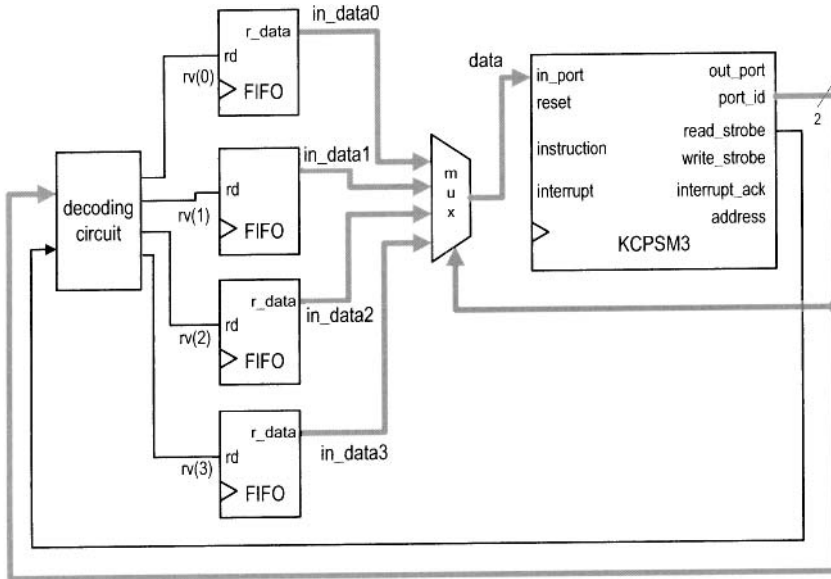 in_data0
r_data
rd
rv(0)
FIFO
in_data1
rd
rv(1)
FIFO
r_data
in_data2
rd
rv(2)
FIFO
r_data
in_data3
rd
rv(3)
FIFO
decoding
circuit
m
u
x
data
in_port
reset
instruction
interrupt
out_port
port_id
read_strobe
write_strobe
interrupt_ack
address
KCPSM3
2